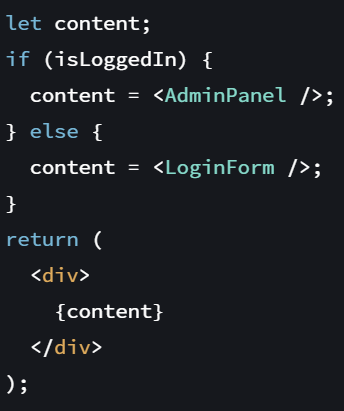 let content;
if (isLoggedIn) {
  content = <AdminPanel />;
} else {
  content = <LoginForm />;
}
return (
  <div>
    {content}
  </div>
);